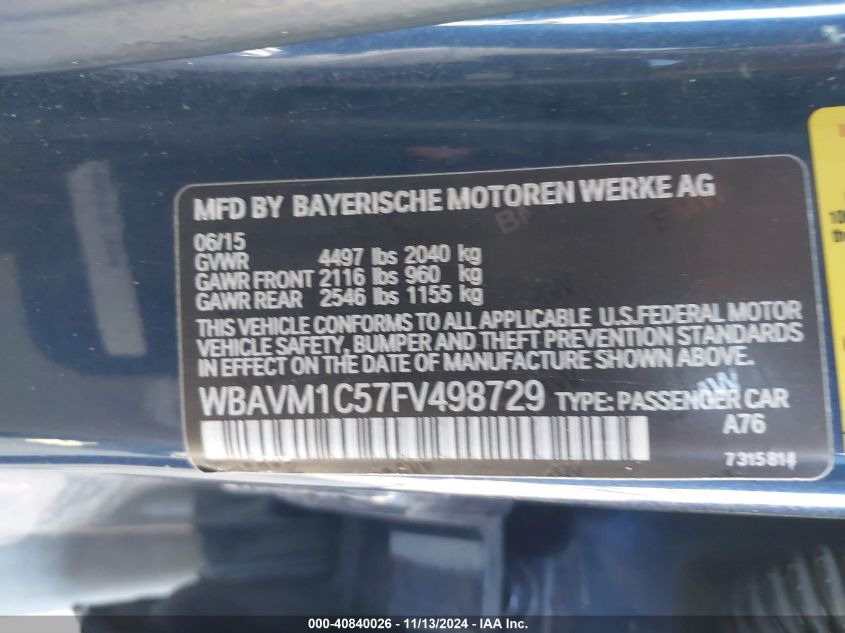 MFD BY BAYERISCHE MOTOREN WERKE AG
06/15
GVWR 4497 lbs 2040 kg
GAWR FRONT 2116 lbs 960 kg
GAWR REAR 2546 lbs 1155 kg
THIS VEHICLE CONFORMS TO ALL APPLICABLE U.S.FEDERAL MOTOR
VEHICLE SAFETY, BUMPER AND THEFT PREVENTION STANDARDS
IN EFFECT ON THE DATE OF MANUFACTURE SHOWN ABOVE.
WBAVM1C57FV498729 TYPE: PASSENGER CAR
A76
7315814
000-40840026 - 11/13/2024 - IAA Inc.